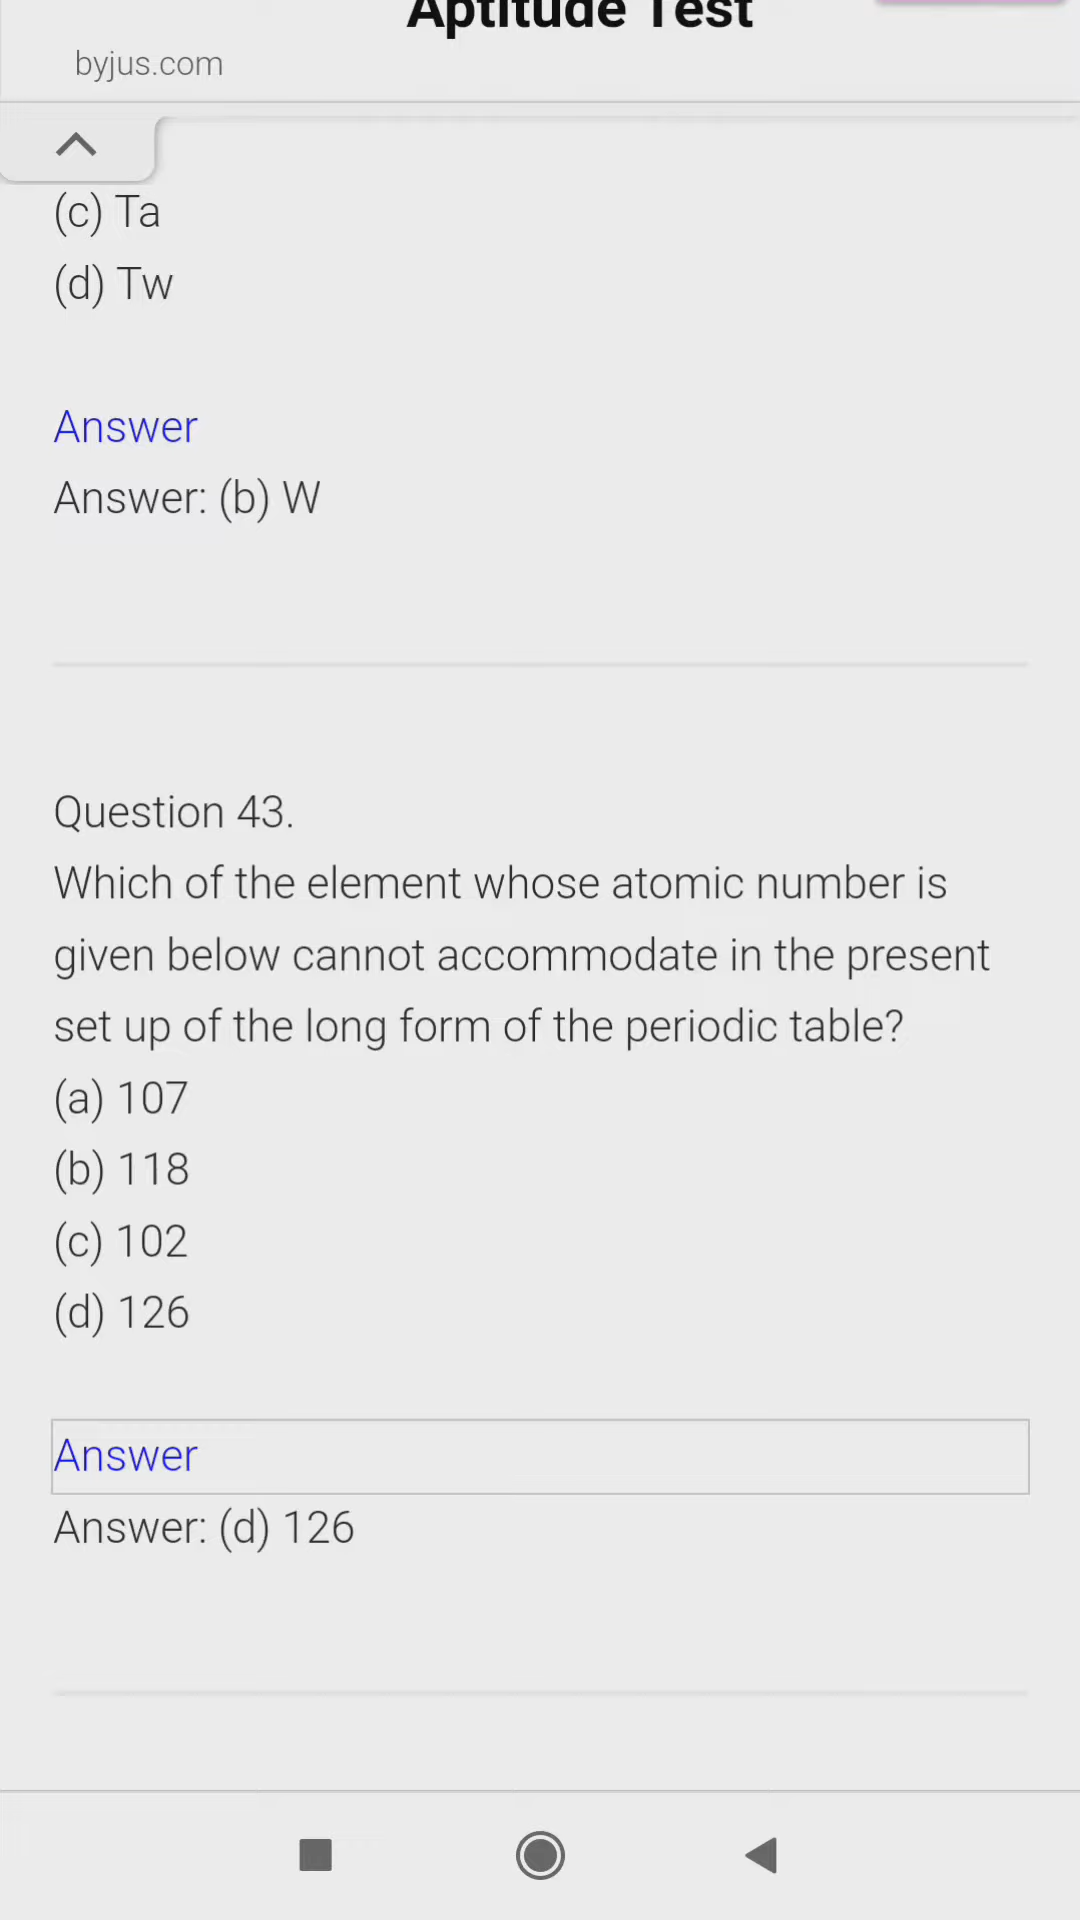 Aptitude Test
byjus.com
(c) Ta
(d) Tw
Answer
Answer: (b) W
Question 43.
Which of the element whose atomic number is
given below cannot accommodate in the present
set up of the long form of the periodic table?
(a) 107
(b) 118
(c) 102
(d) 126
Answer
Answer: (d) 126